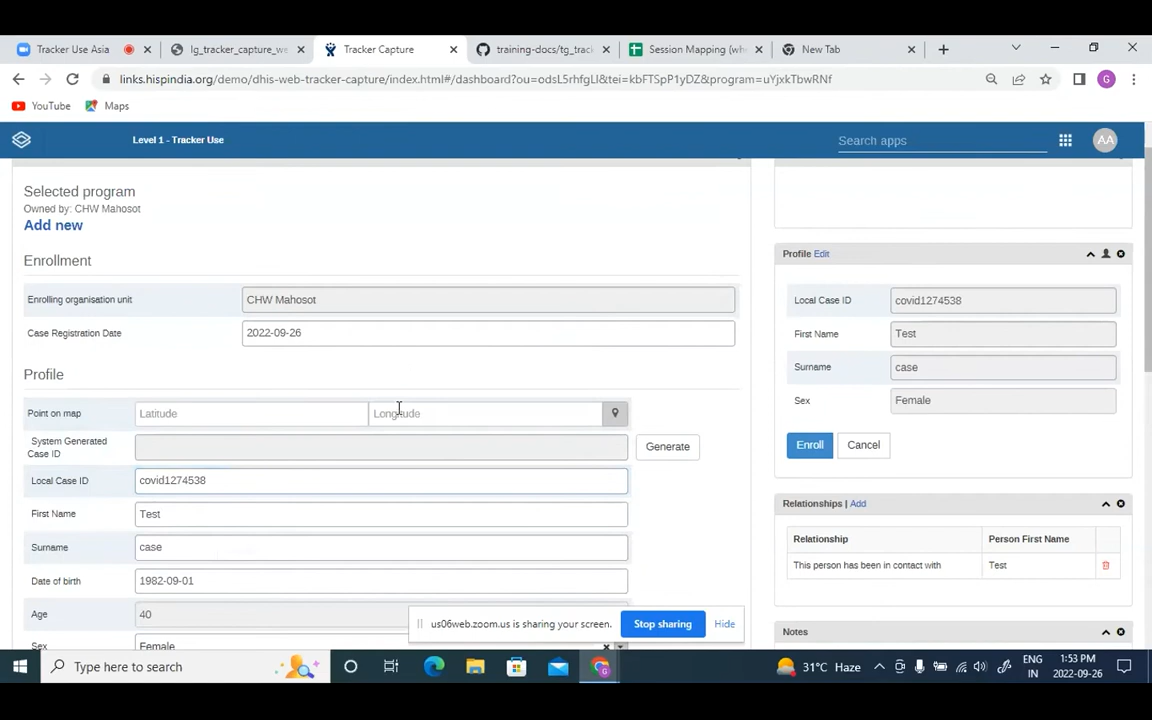 Tracker Use Asia
lg_tracker_capture_we
Tracker Capture
training-docs/tg_track
Session Mapping (wh
New Tab
links.hispindia.org/demo/dhis-web-tracker-capture/index.html#/dashboard?ou=odsL5rhfgLl&tei=kbFTSpP1yDZ&program=uYjxkTbwRNf
G
YouTube
Maps
Level 1 - Tracker Use
Search apps
AA
Selected program
Owned by: CHW Mahosot
Add new
Enrollment
Enrolling organisation unit
CHW Mahosot
Case Registration Date
2022-09-26
Profile
Point on map
Latitude
Longitude
System Generated
Case ID
Generate
Local Case ID
covid1274538
First Name
Test
Surname
case
Date of birth
1982-09-01
Age
40
Sex
Female
Profile Edit
Local Case ID
covid1274538
First Name
Test
Surname
case
Sex
Female
Enroll
Cancel
Relationships | Add
Relationship
Person First Name
This person has been in contact with
Test
Notes
us06web.zoom.us is sharing your screen.
Stop sharing
Hide
Type here to search
31°C Haze
ENG
IN
1:53 PM
2022-09-26